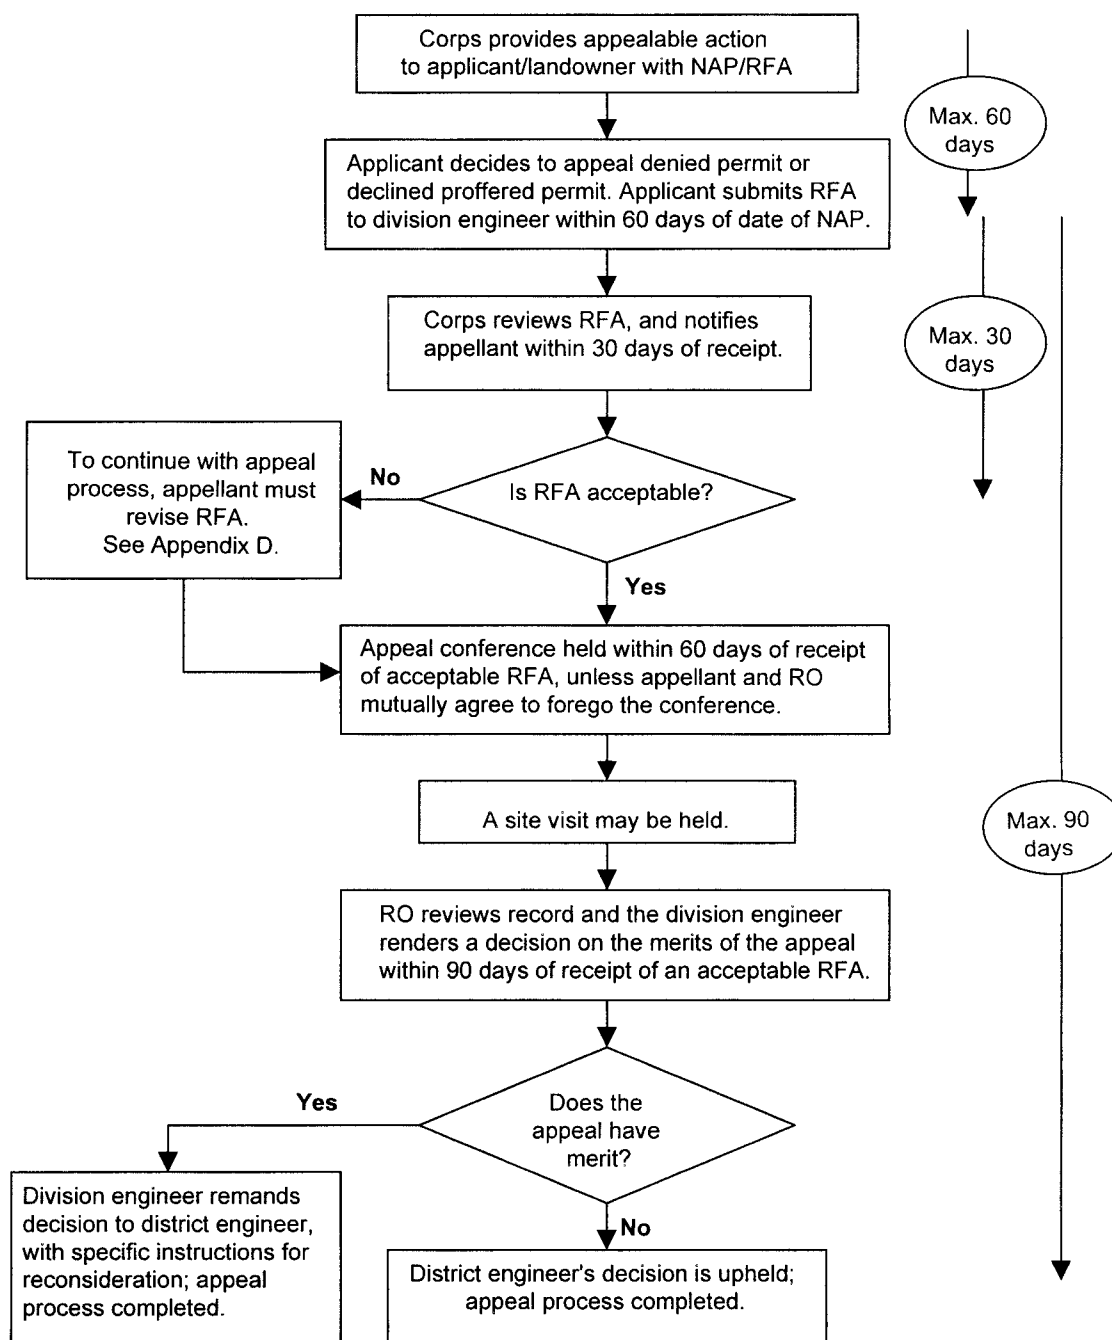 Corps provides appealable action
to applicant/landowner with NAP/RFA
Max. 60
days
Applicant decides to appeal denied permit or
declined proffered permit. Applicant submits RFA
to division engineer within 60 days of date of NAP.
Corps reviews RFA, and notifies
appellant within 30 days of receipt.
Max. 30
days
To continue with appeal
process, appellant must
revise RFA.
See Appendix D.
No
Is RFA acceptable?
Yes
Appeal conference held within 60 days of receipt
of acceptable RFA, unless appellant and RO
mutually agree to forego the conference.
A site visit may be held.
Max. 90
days
RO reviews record and the division engineer
renders a decision on the merits of the appeal
within 90 days of receipt of an acceptable RFA.
Yes
Does the
appeal have
merit?
No
Division engineer remands
decision to district engineer,
with specific instructions for
reconsideration; appeal
process completed.
District engineer's decision is upheld;
appeal process completed.